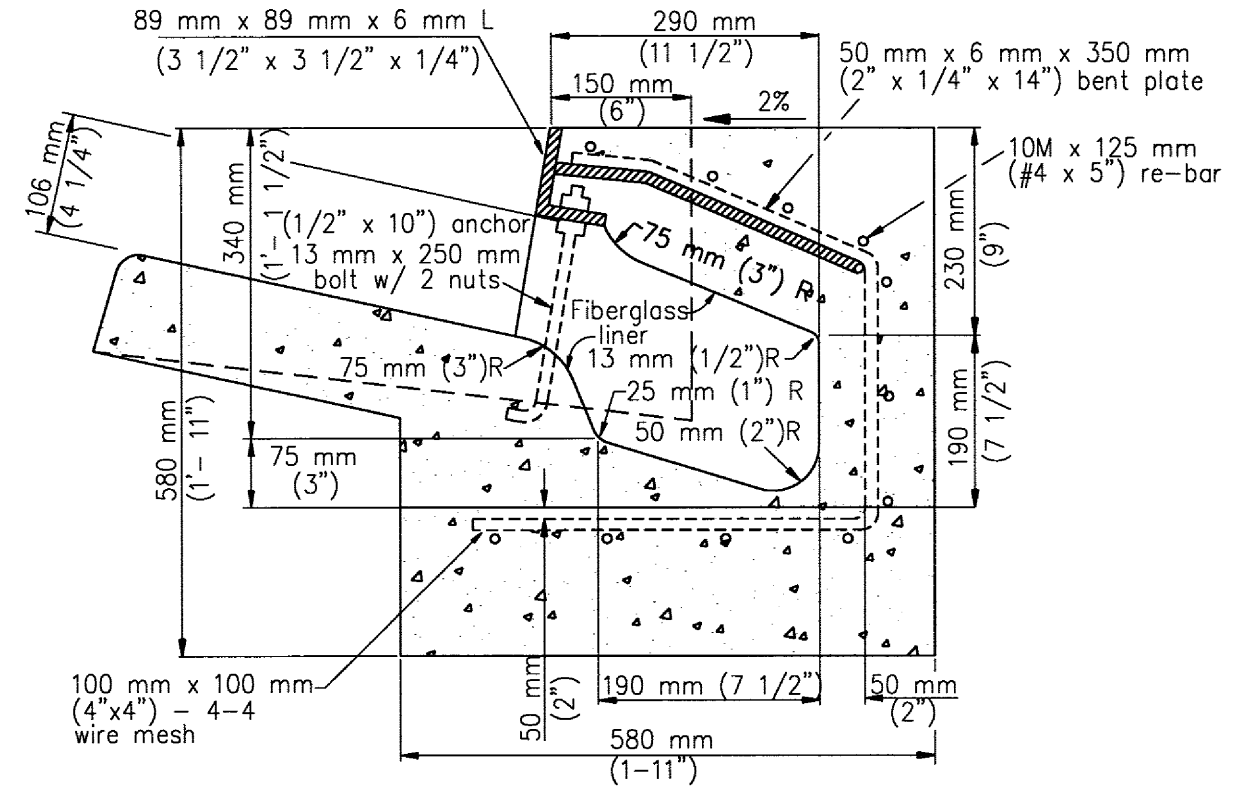 89 mm x 89 mm x 6 mm L
(3 1/2" x 3 1/2" x 1/4")
290 mm
(11 1/2")
50 mm x 6 mm x 350 mm
(2" x 1/4" x 14") bent plate
150 mm
(6")
2%
10M x 125 mm
(#4 x 5") re-bar
106 mm
(4 1/4")
340 mm
(1'- 1 1/2")
(1/2" x 10") anchor
13 mm x 250 mm
bolt w/ 2 nuts
75 mm (3") R
230 mm
(9")
Fiberglass
liner
13 mm (1/2")R
75 mm (3")R
25 mm (1") R
50 mm (2")R
190 mm
(7 1/2")
580 mm
(1'- 11")
75 mm
(3")
100 mm x 100 mm
(4"x4") - 4-4
wire mesh
50 mm
(2")
190 mm (7 1/2")
50 mm
(2")
580 mm
(1-11")